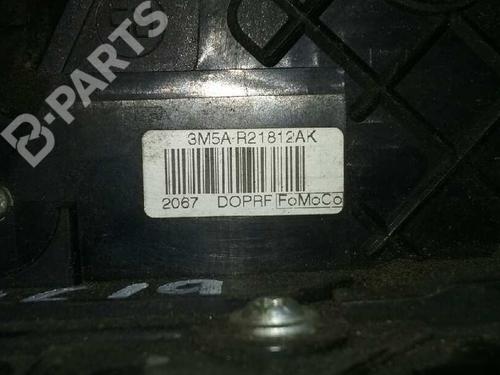 B-PARTS
3M5A-R21812AK
2067 DOPRF FoMoCo